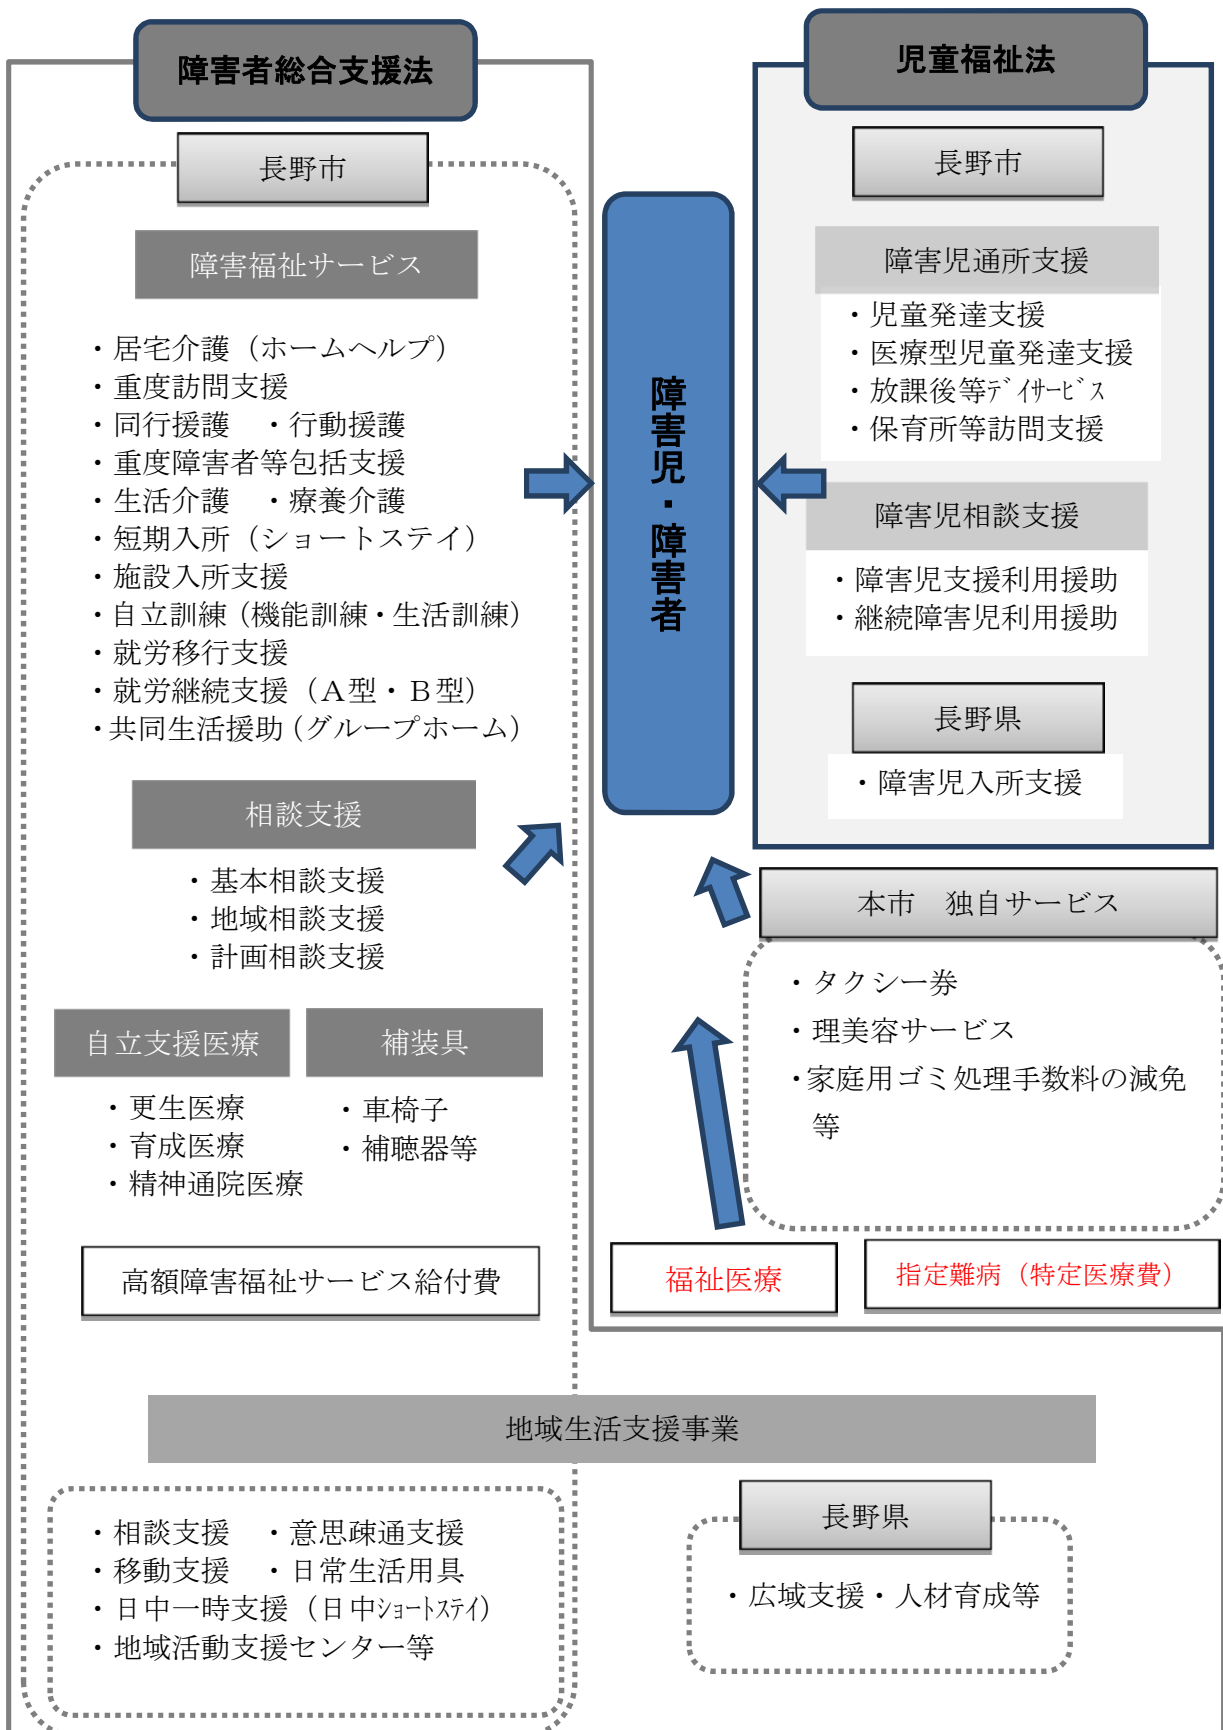 障害者総合支援法
長野市
障害福祉サービス
・居宅介護（ホームヘルプ）
・重度訪問支援
・同行援護　・行動援護
・重度障害者等包括支援
・生活介護　・療養介護
・短期入所（ショートステイ）
・施設入所支援
・自立訓練（機能訓練・生活訓練）
・就労移行支援
・就労継続支援（Ａ型・Ｂ型）
・共同生活援助（グループホーム）
相談支援
・基本相談支援
・地域相談支援
・計画相談支援
自立支援医療
・更生医療
・育成医療
・精神通院医療
補装具
・車椅子
・補聴器等
高額障害福祉サービス給付費
障害児・障害者
児童福祉法
長野市
障害児通所支援
・児童発達支援
・医療型児童発達支援
・放課後等ﾃﾞｲｻｰﾋﾞｽ
・保育所等訪問支援
障害児相談支援
・障害児支援利用援助
・継続障害児利用援助
長野県
・障害児入所支援
本市　独自サービス
・タクシー券
・理美容サービス
・家庭用ゴミ処理手数料の減免
等
福祉医療
指定難病（特定医療費）
地域生活支援事業
・相談支援　・意思疎通支援
・移動支援　・日常生活用具
・日中一時支援（日中ｼｮｰﾄｽﾃｲ）
・地域活動支援センター等
長野県
・広域支援・人材育成等